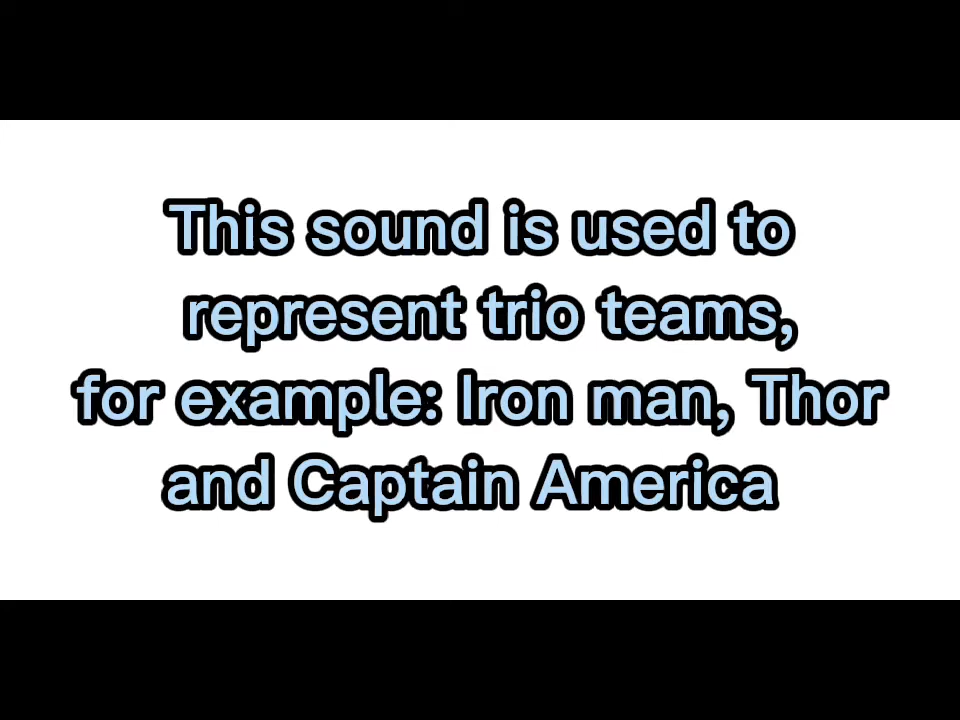 This sound is used to
represent trio teams,
for example: Iron man, Thor
and Captain America